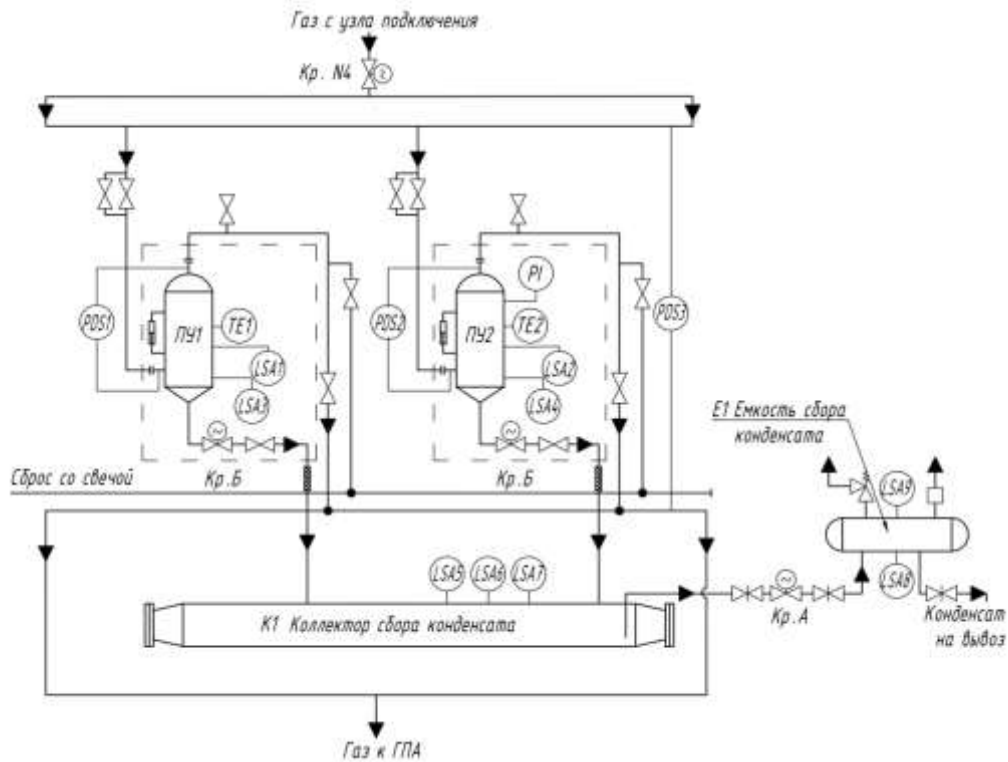 Газ с узла подключения
Кр. N4
PDS1
ПУ1
TE1
LSA1
LSA3
PDS2
ПУ2
PI
TE2
LSA2
LSA4
PDS3
Кр.Б
Кр.Б
Сброс со свечой
E1 Емкость сбора
конденсата
LSA9
LSA8
LSA5
LSA6
LSA7
К1 Коллектор сбора конденсата
Кр.А
Конденсат
на вывоз
Газ к ГПА